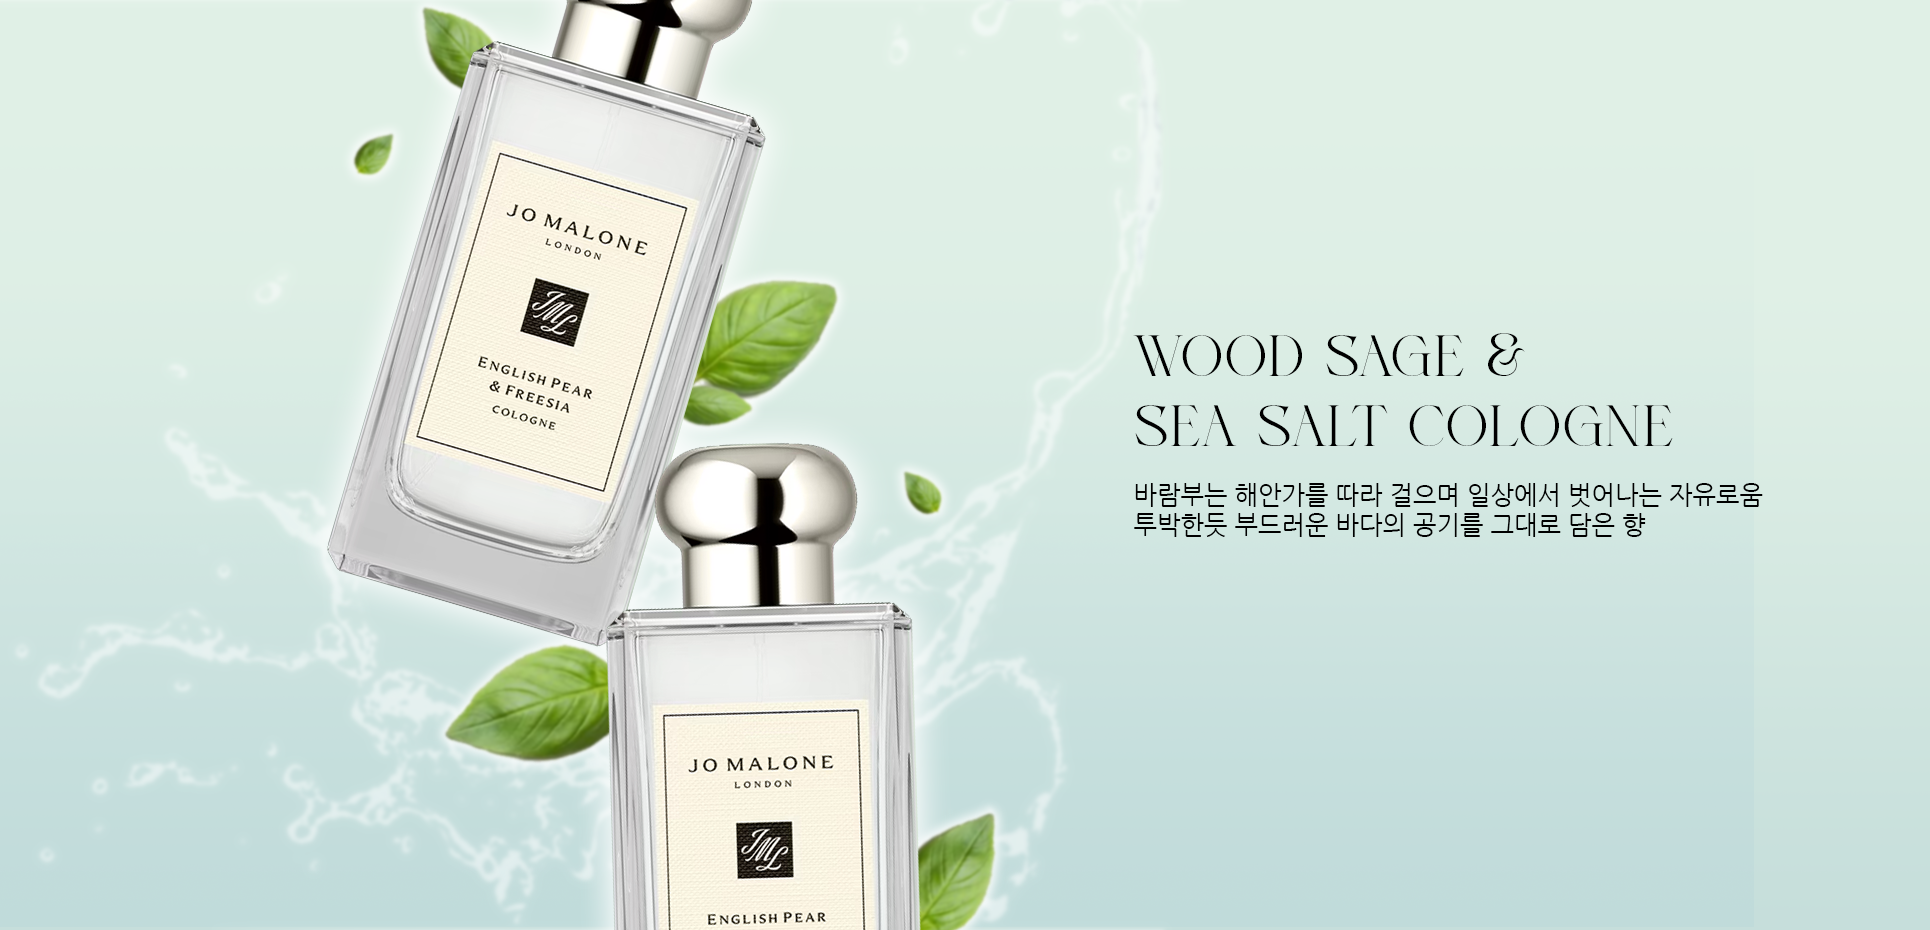 JO MALONE
LONDON
JML
ENGLISH PEAR
& FREESIA
COLOGNE
WOOD SAGE &
SEA SALT COLOGNE
바람부는 해안가를 따라 걸으며 일상에서 벗어나는 자유로움
투박한듯 부드러운 바다의 공기를 그대로 담은 향
JO MALONE
LONDON
JML
ENGLISH PEAR